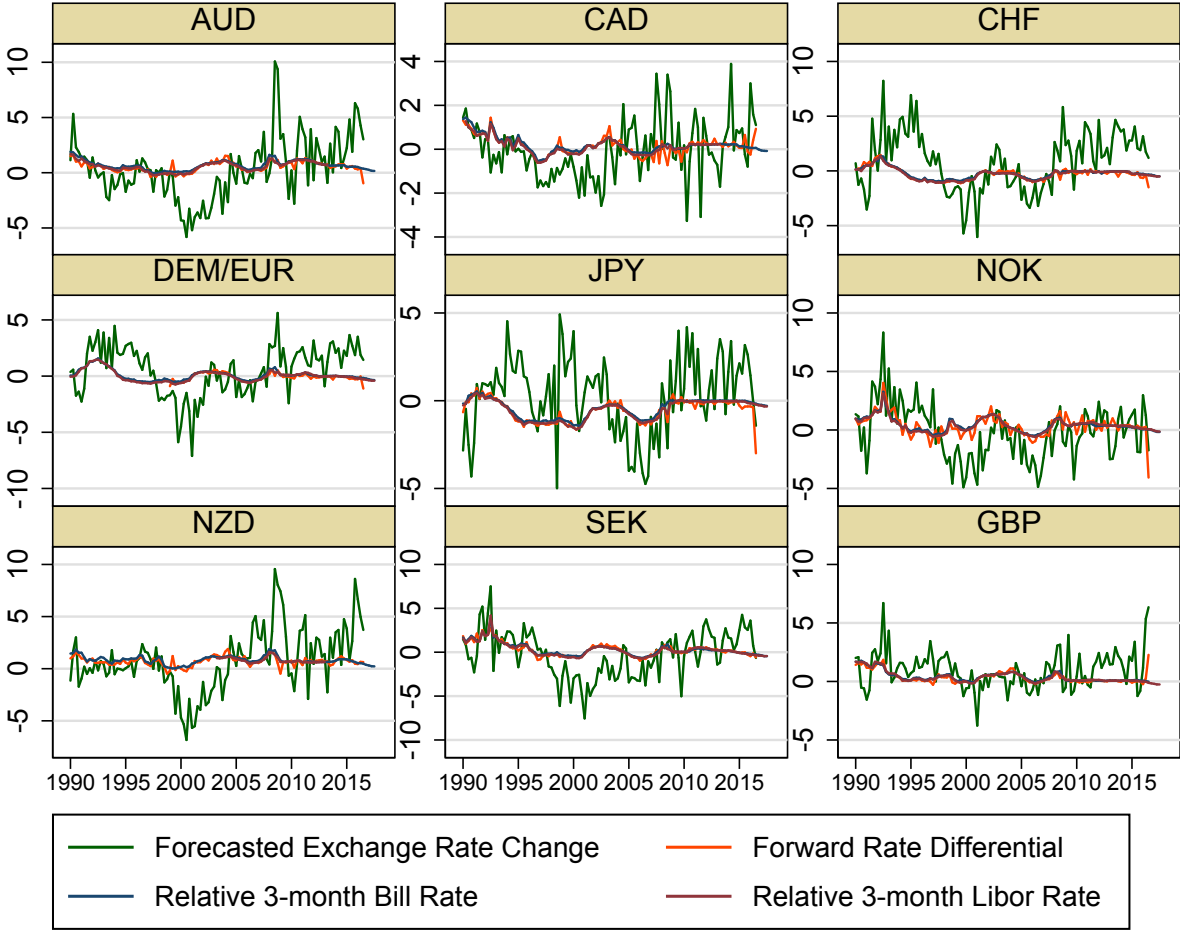 AUD
CAD
CHF
10
5
0
-5
4
2
0
-2
-4
10
5
0
-5
DEM/EUR
JPY
NOK
5
0
-5
-10
5
0
-5
10
5
0
-5
NZD
SEK
GBP
10
5
0
-5
10
5
0
-5
-10
10
5
0
-5
1990 1995 2000 2005 2010 2015
1990 1995 2000 2005 2010 2015
1990 1995 2000 2005 2010 2015
Forecasted Exchange Rate Change
Forward Rate Differential
Relative 3-month Bill Rate
Relative 3-month Libor Rate